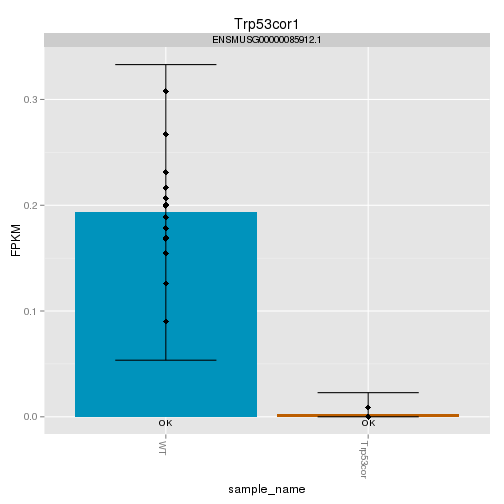 Trp53cor1
ENSMUSG00000085912.1
FPKM
0.3
0.2
0.1
0.0
OK
OK
WT
Trp53cor
sample_name